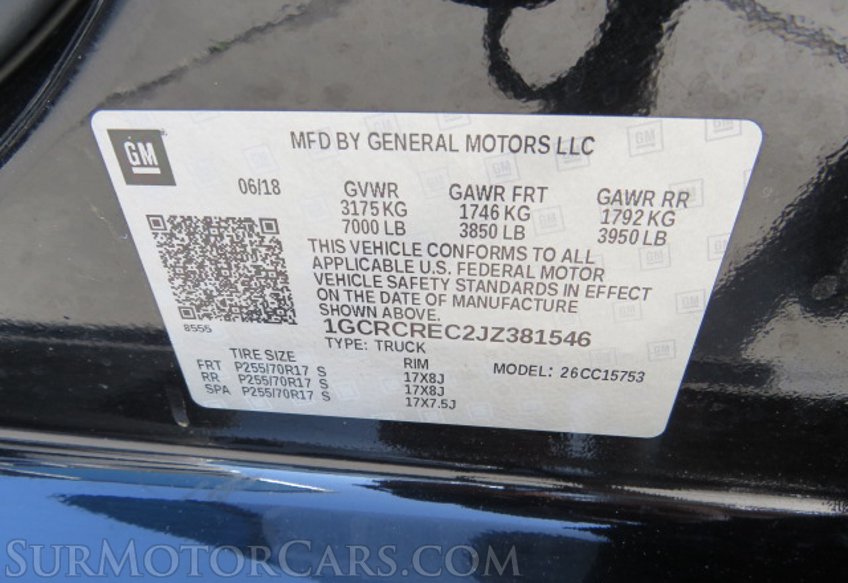 GM
MFD BY GENERAL MOTORS LLC
06/18 GVWR GAWR FRT GAWR RR
3175 KG 1746 KG 1792 KG
7000 LB 3850 LB 3950 LB
THIS VEHICLE CONFORMS TO ALL
APPLICABLE U.S. FEDERAL MOTOR
VEHICLE SAFETY STANDARDS IN EFFECT
ON THE DATE OF MANUFACTURE
SHOWN ABOVE.
8555
1GCRCREC2JZ381546
TYPE: TRUCK
TIRE SIZE RIM MODEL: 26CC15753
FRT P255/70R17 S 17X8J
RR P255/70R17 S 17X8J
SPA P255/70R17 S 17X7.5J
SURMOTORCARS.COM